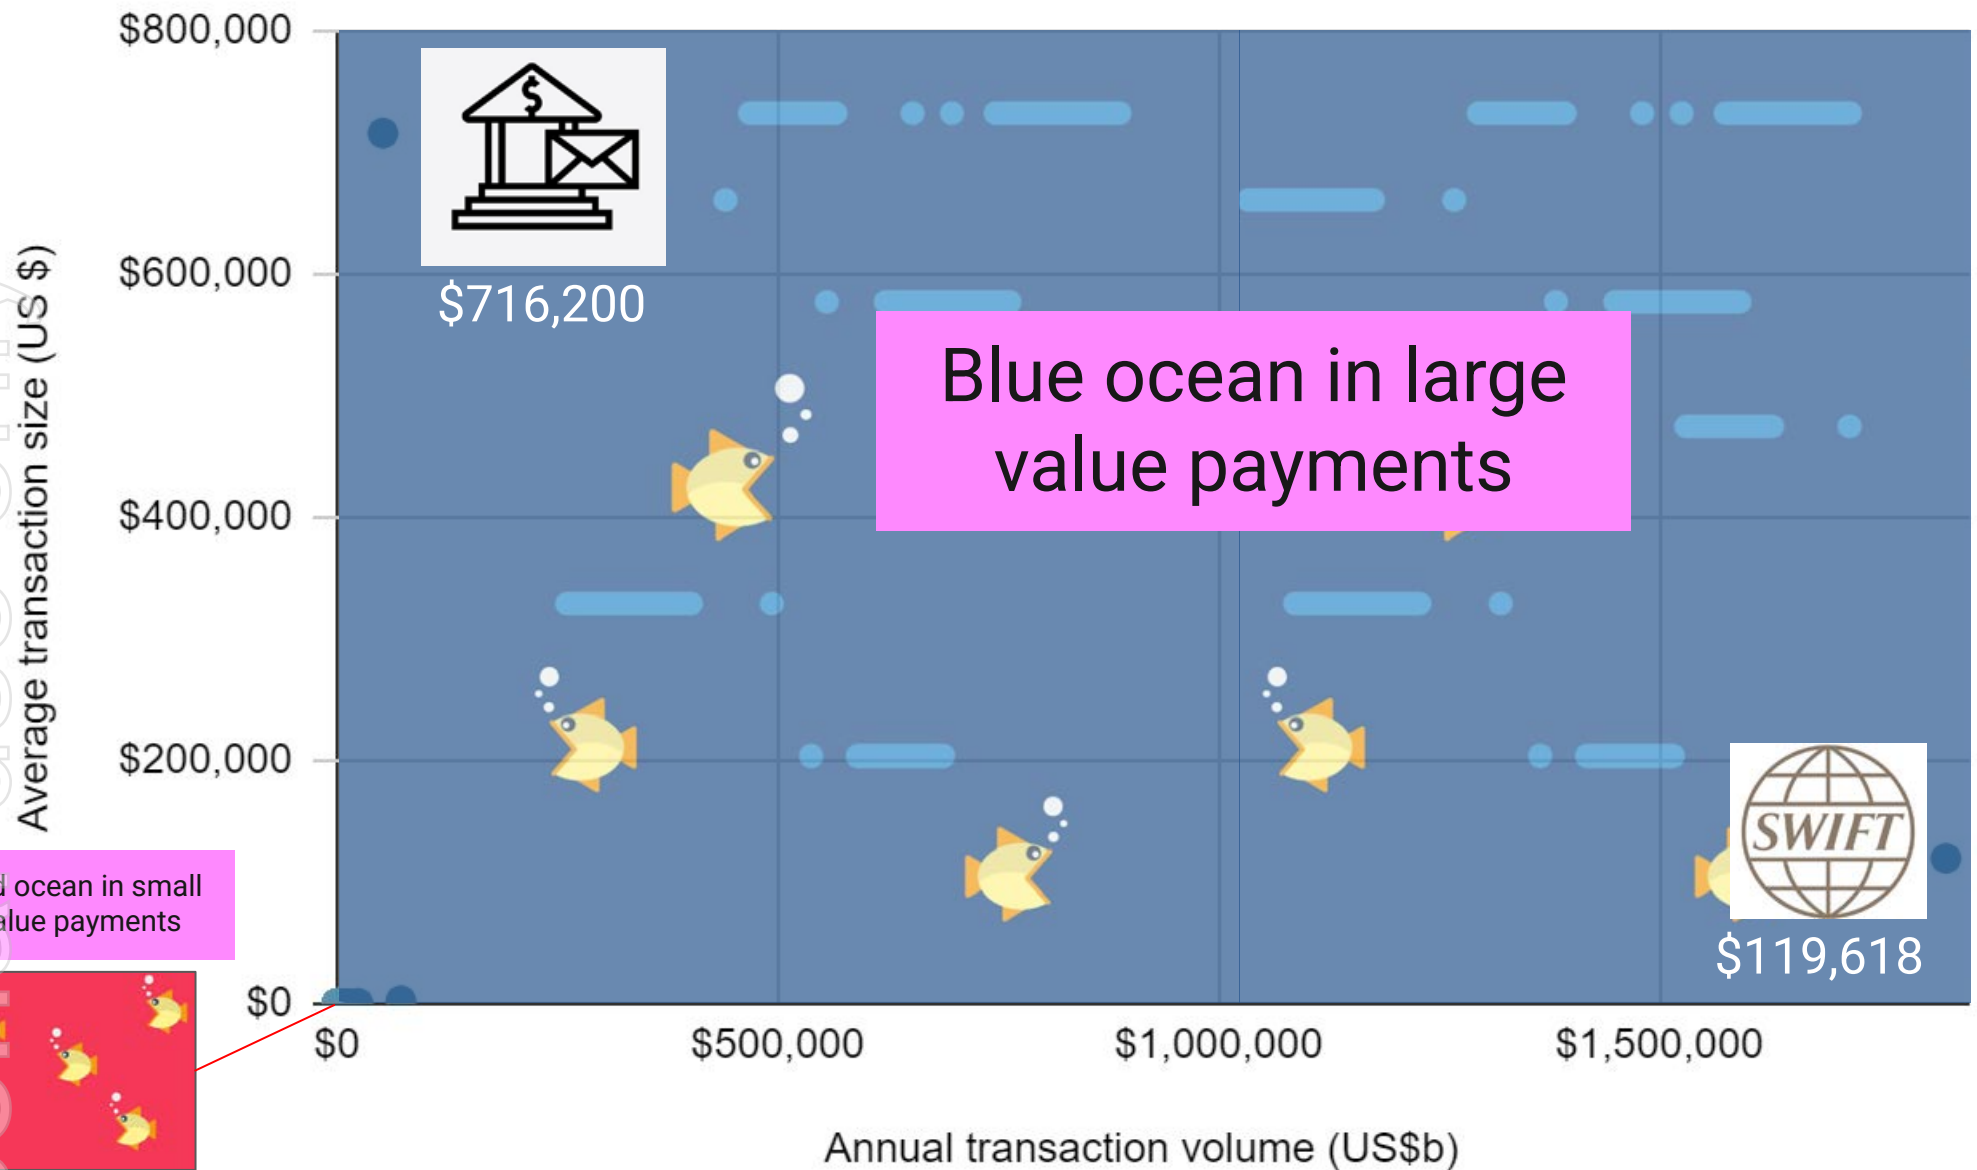 $800,000
$600,000
$400,000
$200,000
$0
Average transaction size (US $)
$
$716,200
Blue ocean in large
value payments
SWIFT
$119,618
ocean in small
payments
$0
$500,000
$1,000,000
$1,500,000
Annual transaction volume (US$b)